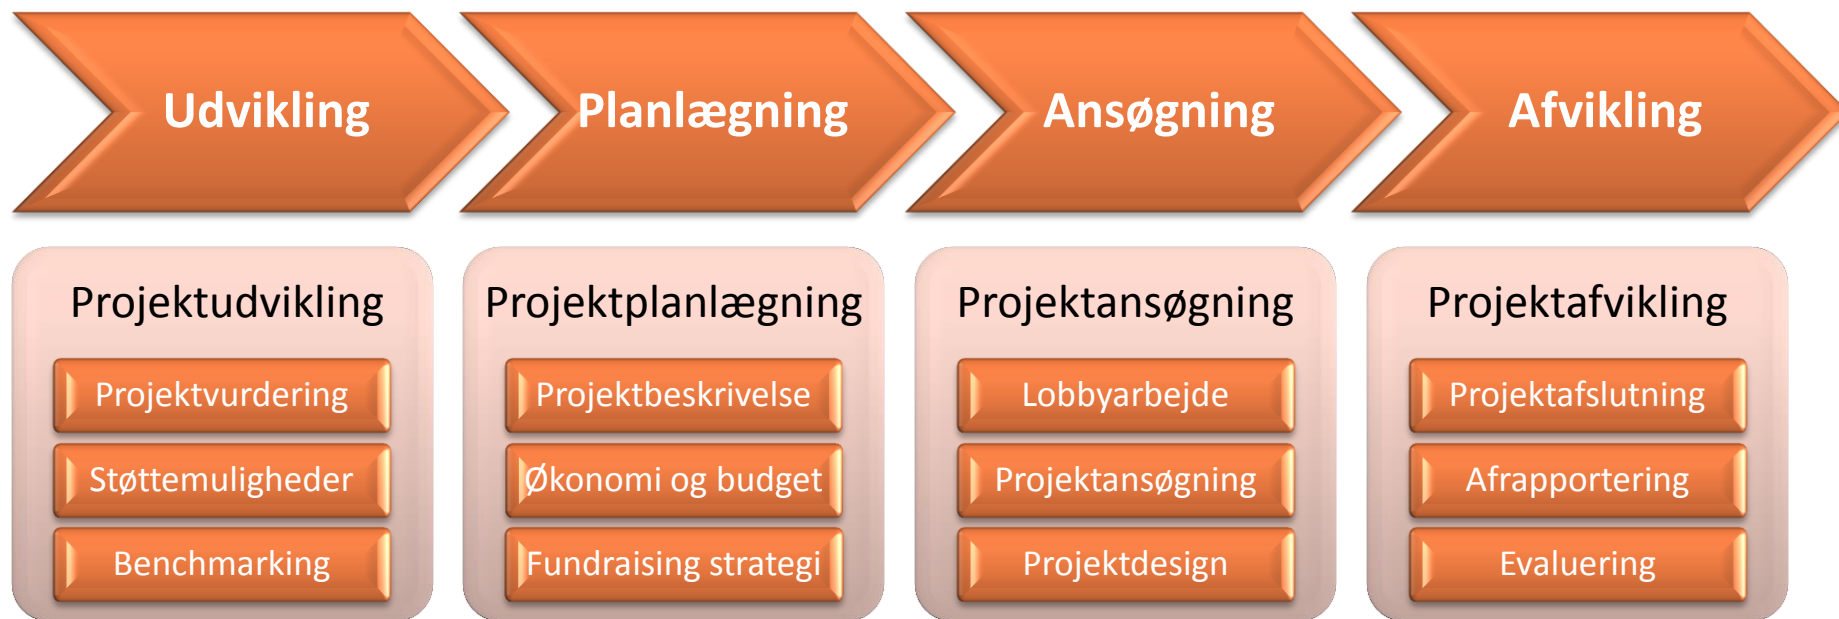 Udvikling
Planlægning
Ansøgning
Afvikling
Projektudvikling
Projektvurdering
Støttemuligheder
Benchmarking
Projektplanlægning
Projektbeskrivelse
Økonomi og budget
Fundraising strategi
Projektansøgning
Lobbyarbejde
Projektansøgning
Projektdesign
Projektafvikling
Projektafslutning
Afrapportering
Evaluering